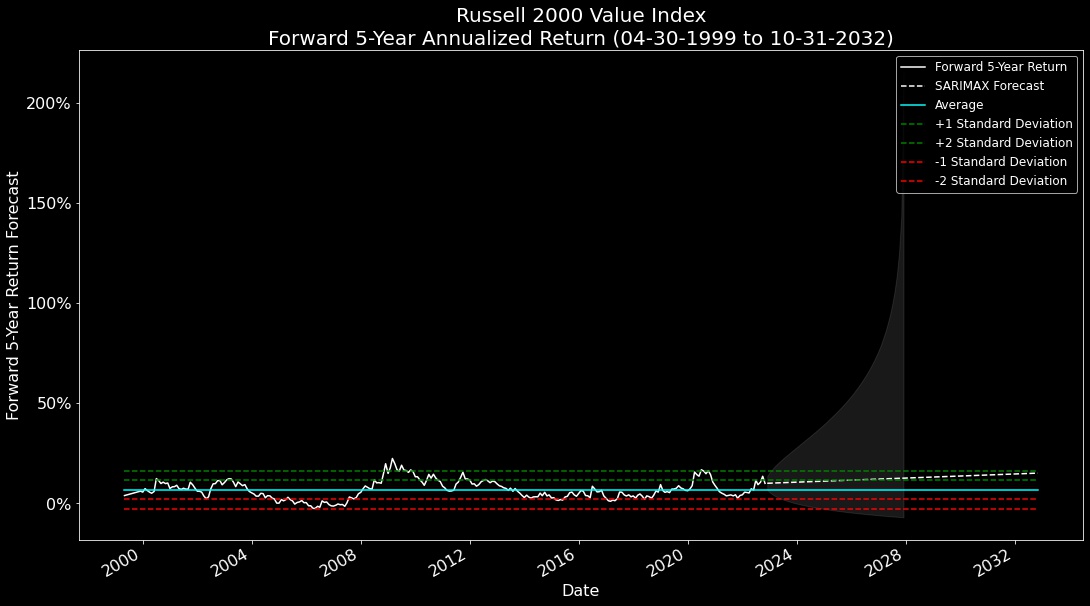 Russell 2000 Value Index
Forward 5-Year Annualized Return (04-30-1999 to 10-31-2032)
Forward 5-Year Return
SARIMAX Forecast
Average
+1 Standard Deviation
+2 Standard Deviation
-1 Standard Deviation
-2 Standard Deviation
Forward 5-Year Return Forecast
200%
150%
100%
50%
0%
2000
2004
2008
2012
2016
2020
2024
2028
2032
Date